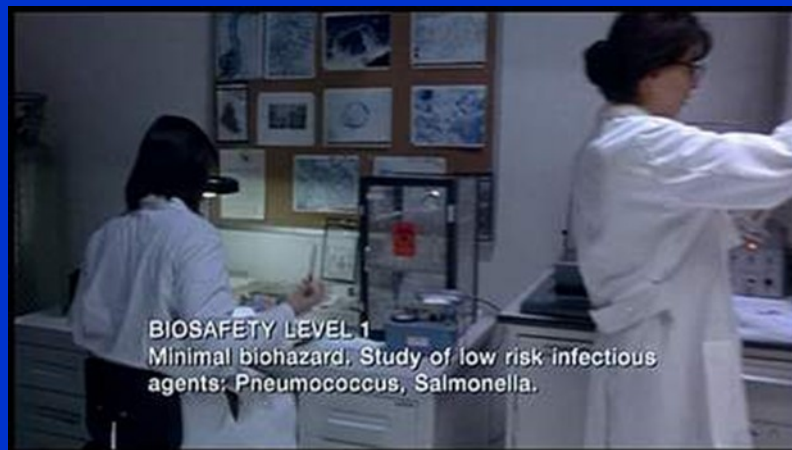 BIOSAFETY LEVEL 1
Minimal biohazard. Study of low risk infectious
agents: Pneumococcus, Salmonella.